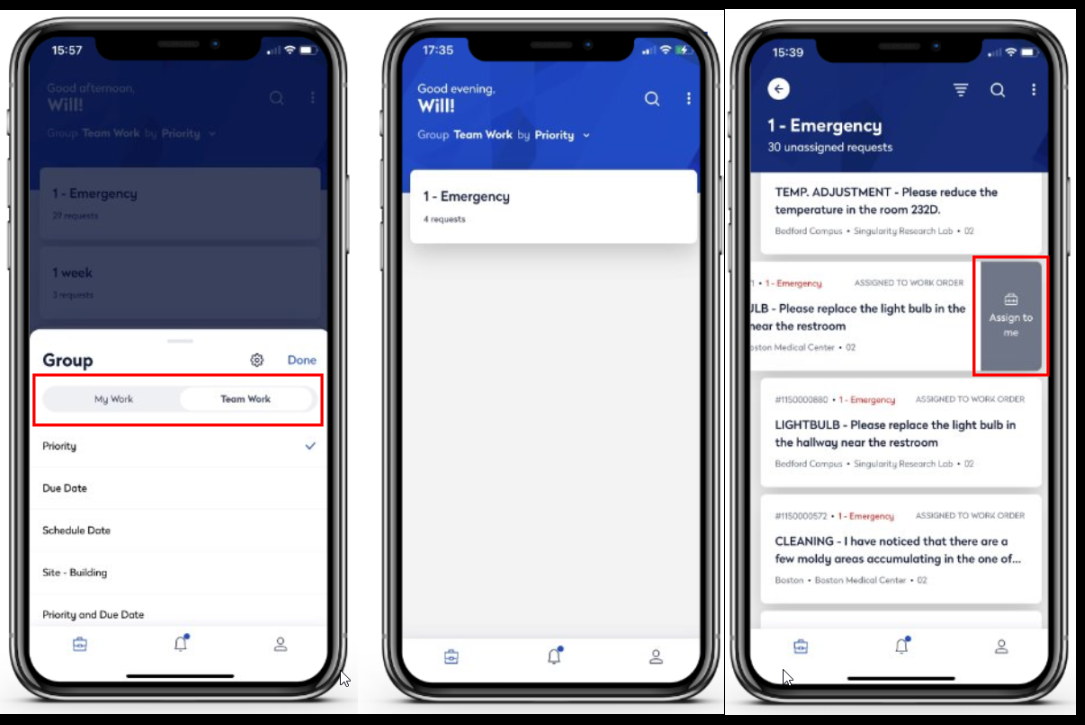 15:57
Good afternoon,
Will!
Group Team Work by Priority
1 - Emergency
29 requests
1 week
3 requests
Group
Done
My Work
Team Work
Priority
Due Date
Schedule Date
Site - Building
Priority and Due Date
17:35
Good evening,
Will!
Group Team Work by Priority
1 - Emergency
4 requests
15:39
1 - Emergency
30 unassigned requests
TEMP. ADJUSTMENT - Please reduce the
temperature in the room 232D.
Bedford Campus • Singularity Research Lab • 02
1 • 1 - Emergency ASSIGNED TO WORK ORDER
ULB - Please replace the light bulb in the
near the restroom
oston Medical Center • 02
Assign to
me
#1150000880 • 1 - Emergency ASSIGNED TO WORK ORDER
LIGHTBULB - Please replace the light bulb in
the hallway near the restroom
Bedford Campus • Singularity Research Lab • 02
#1150000572 • 1 - Emergency ASSIGNED TO WORK ORDER
CLEANING - I have noticed that there are a
few moldy areas accumulating in the one of...
Boston • Boston Medical Center • 02